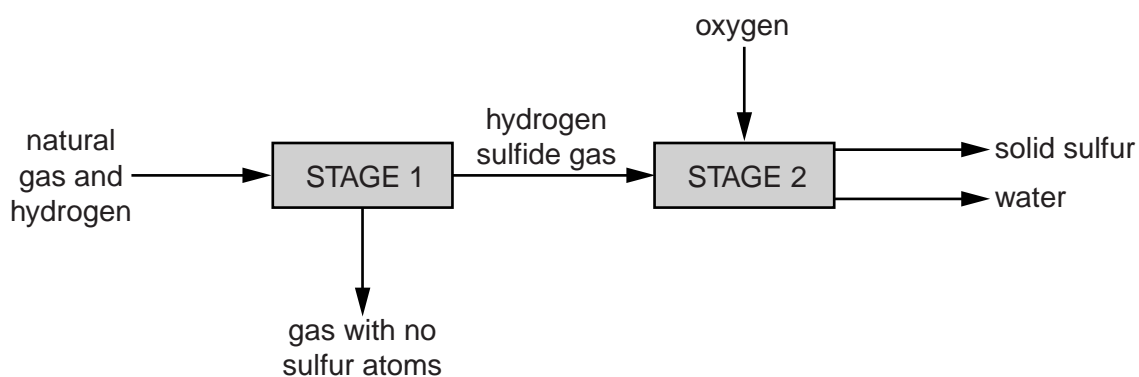 oxygen
natural
gas and
hydrogen
STAGE 1
hydrogen
sulfide gas
STAGE 2
solid sulfur
water
gas with no
sulfur atoms